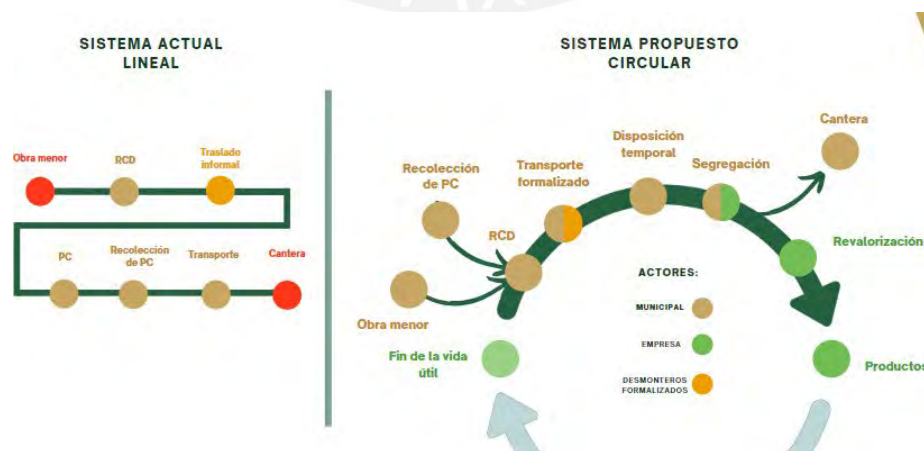 SISTEMA ACTUAL
LINEAL
Obra menor
RCD
Traslado
informal
PC
Recolección
de PC
Transporte
Cantera
SISTEMA PROPUESTO
CIRCULAR
Cantera
Disposición
temporal
Segregación
Transporte
formalizado
Recolección
de PC
RCD
Revalorización
Obra menor
ACTORES:
MUNICIPAL
EMPRESA
DESMONTEROS
FORMALIZADOS
Fin de la vida
útil
Productos